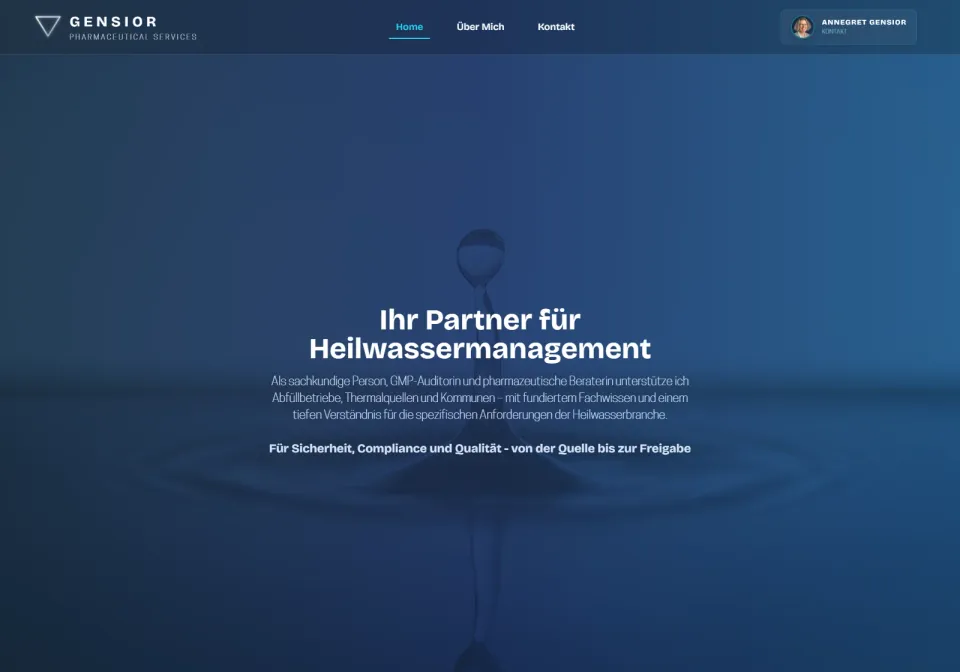 GENSIOR
PHARMACEUTICAL SERVICES
Home
Über Mich
Kontakt
ANNEGRET GENSIOR
KONTAKT
Ihr Partner für
Heilwassermanagement
Als sachkundige Person, GMP-Auditorin und pharmazeutische Beraterin unterstütze ich
Abfüllbetriebe, Thermalquellen und Kommunen – mit fundiertem Fachwissen und einem
tiefen Verständnis für die spezifischen Anforderungen der Heilwasserbranche.
Für Sicherheit, Compliance und Qualität - von der Quelle bis zur Freigabe